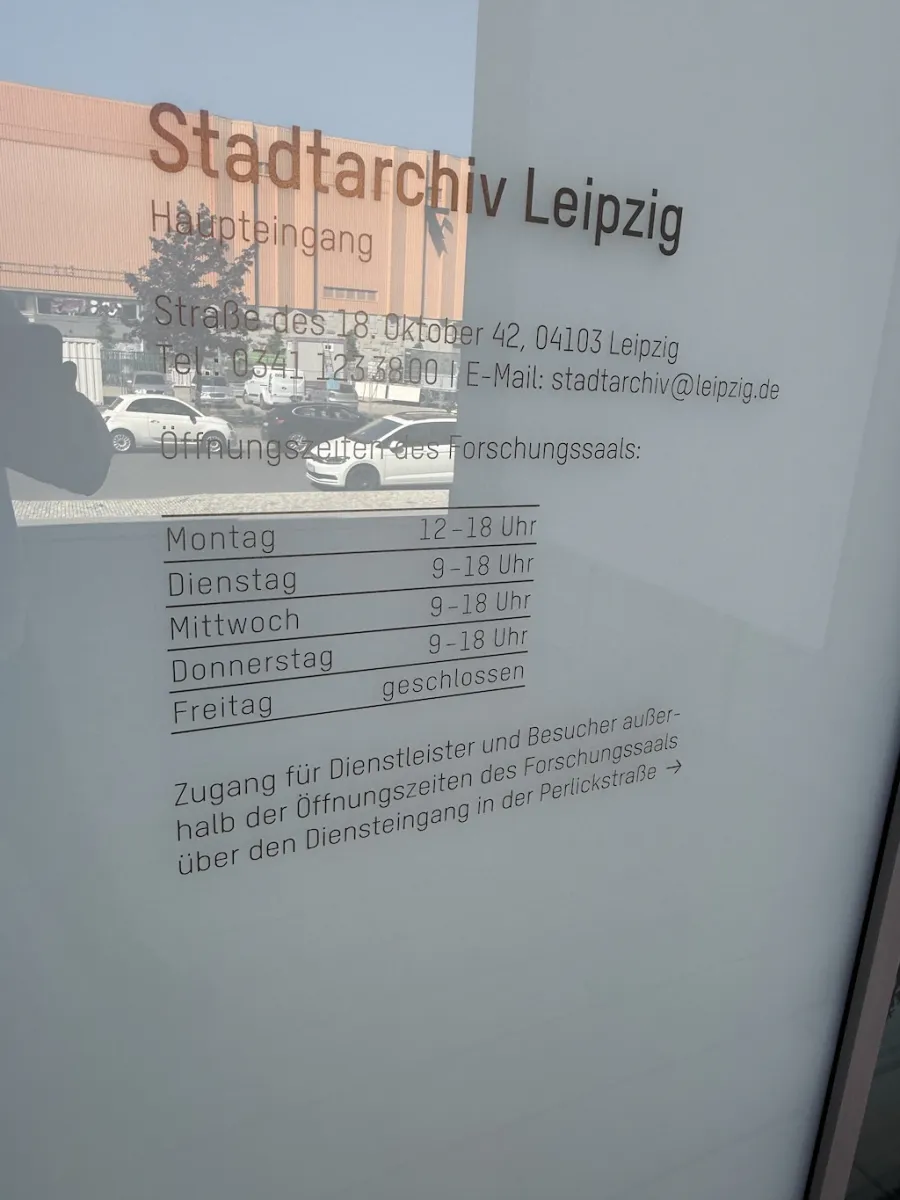 Stadtarchiv Leipzig
Haupteingang
Straße des 18. Oktober 42, 04103 Leipzig
Tel.: 0341 123 3800 | E-Mail: stadtarchiv@leipzig.de
Öffnungszeiten des Forschungssaals:
Montag 12–18 Uhr
Dienstag 9–18 Uhr
Mittwoch 9–18 Uhr
Donnerstag 9–18 Uhr
Freitag geschlossen
Zugang für Dienstleister und Besucher außer-
halb der Öffnungszeiten des Forschungssaals
über den Diensteingang in der Perlickstraße →